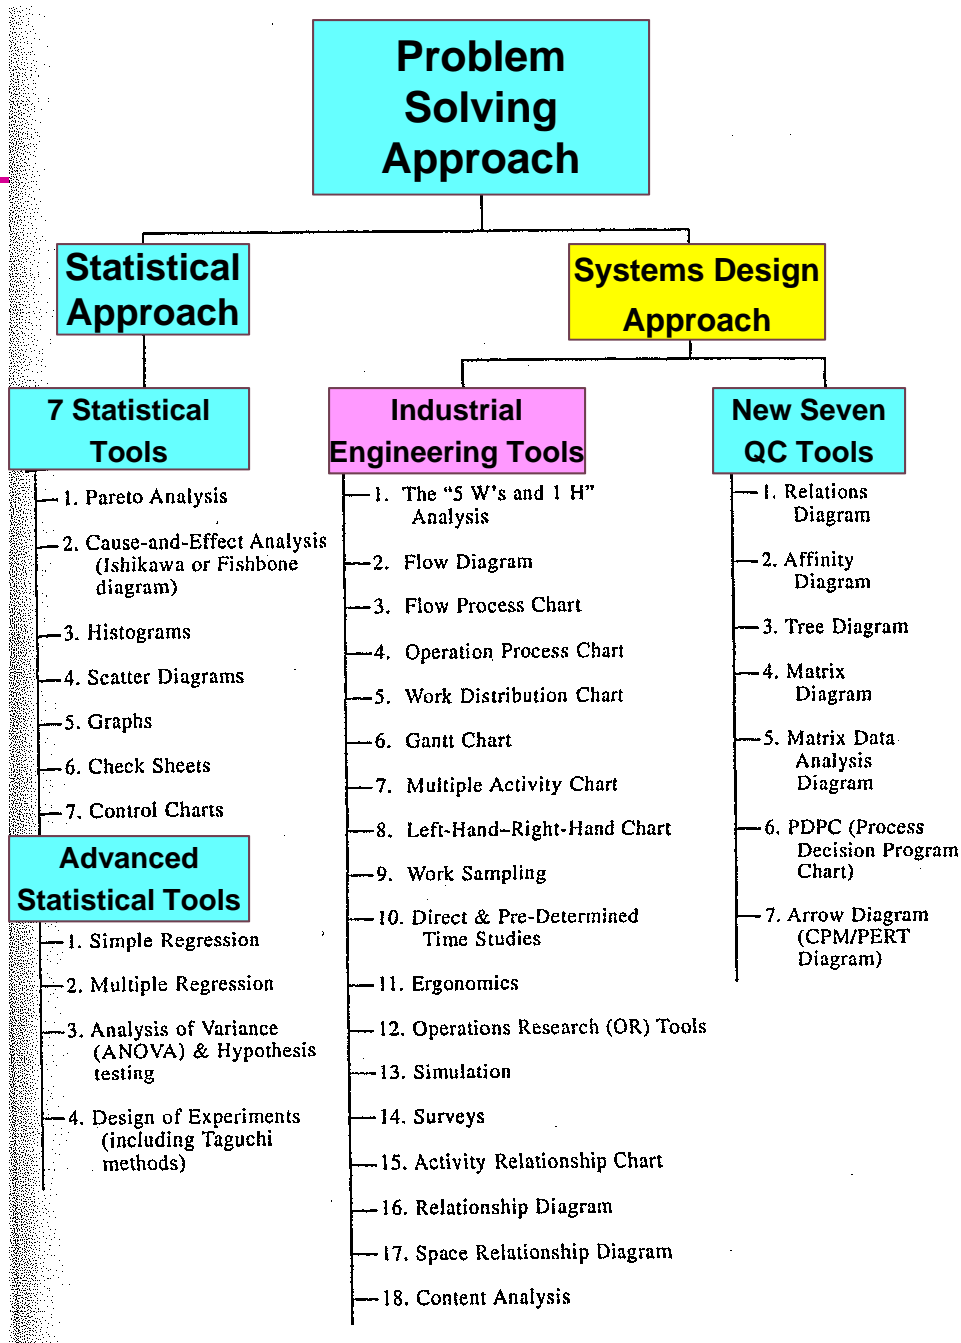 Problem
Solving
Approach
Statistical
Approach
Systems Design
Approach
7 Statistical
Tools
1. Pareto Analysis
2. Cause-and-Effect Analysis
(Ishikawa or Fishbone
diagram)
3. Histograms
4. Scatter Diagrams
5. Graphs
6. Check Sheets
7. Control Charts
Advanced
Statistical Tools
1. Simple Regression
2. Multiple Regression
3. Analysis of Variance
(ANOVA) & Hypothesis
testing
4. Design of Experiments
(including Taguchi
methods)
Industrial
Engineering Tools
1. The “5 W's and 1 H”
Analysis
2. Flow Diagram
3. Flow Process Chart
4. Operation Process Chart
5. Work Distribution Chart
6. Gantt Chart
7. Multiple Activity Chart
8. Left-Hand–Right-Hand Chart
9. Work Sampling
10. Direct & Pre-Determined
Time Studies
11. Ergonomics
12. Operations Research (OR) Tools
13. Simulation
14. Surveys
15. Activity Relationship Chart
16. Relationship Diagram
17. Space Relationship Diagram
18. Content Analysis
New Seven
QC Tools
1. Relations
Diagram
2. Affinity
Diagram
3. Tree Diagram
4. Matrix
Diagram
5. Matrix Data
Analysis
Diagram
6. PDPC (Process
Decision Program
Chart)
7. Arrow Diagram
(CPM/PERT
Diagram)